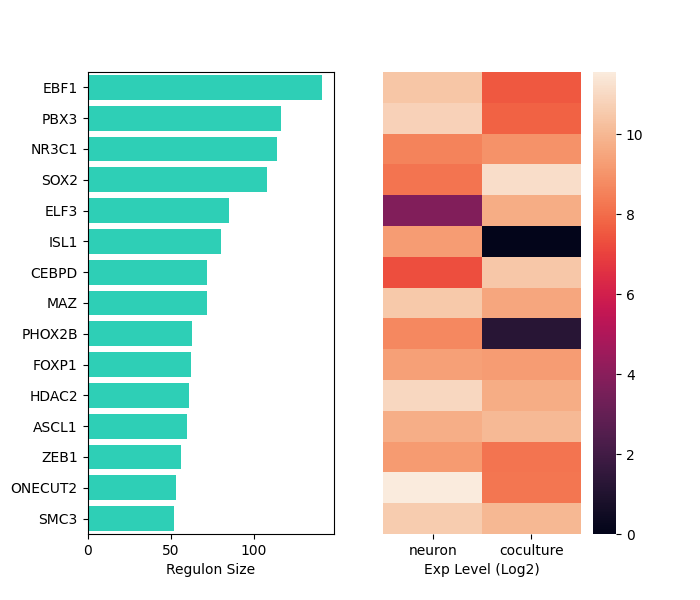 EBF1
PBX3
NR3C1
SOX2
ELF3
ISL1
CEBPD
MAZ
PHOX2B
FOXP1
HDAC2
ASCL1
ZEB1
ONECUT2
SMC3
0 50 100
Regulon Size
neuron coculture
Exp Level (Log2)
10
8
6
4
2
0